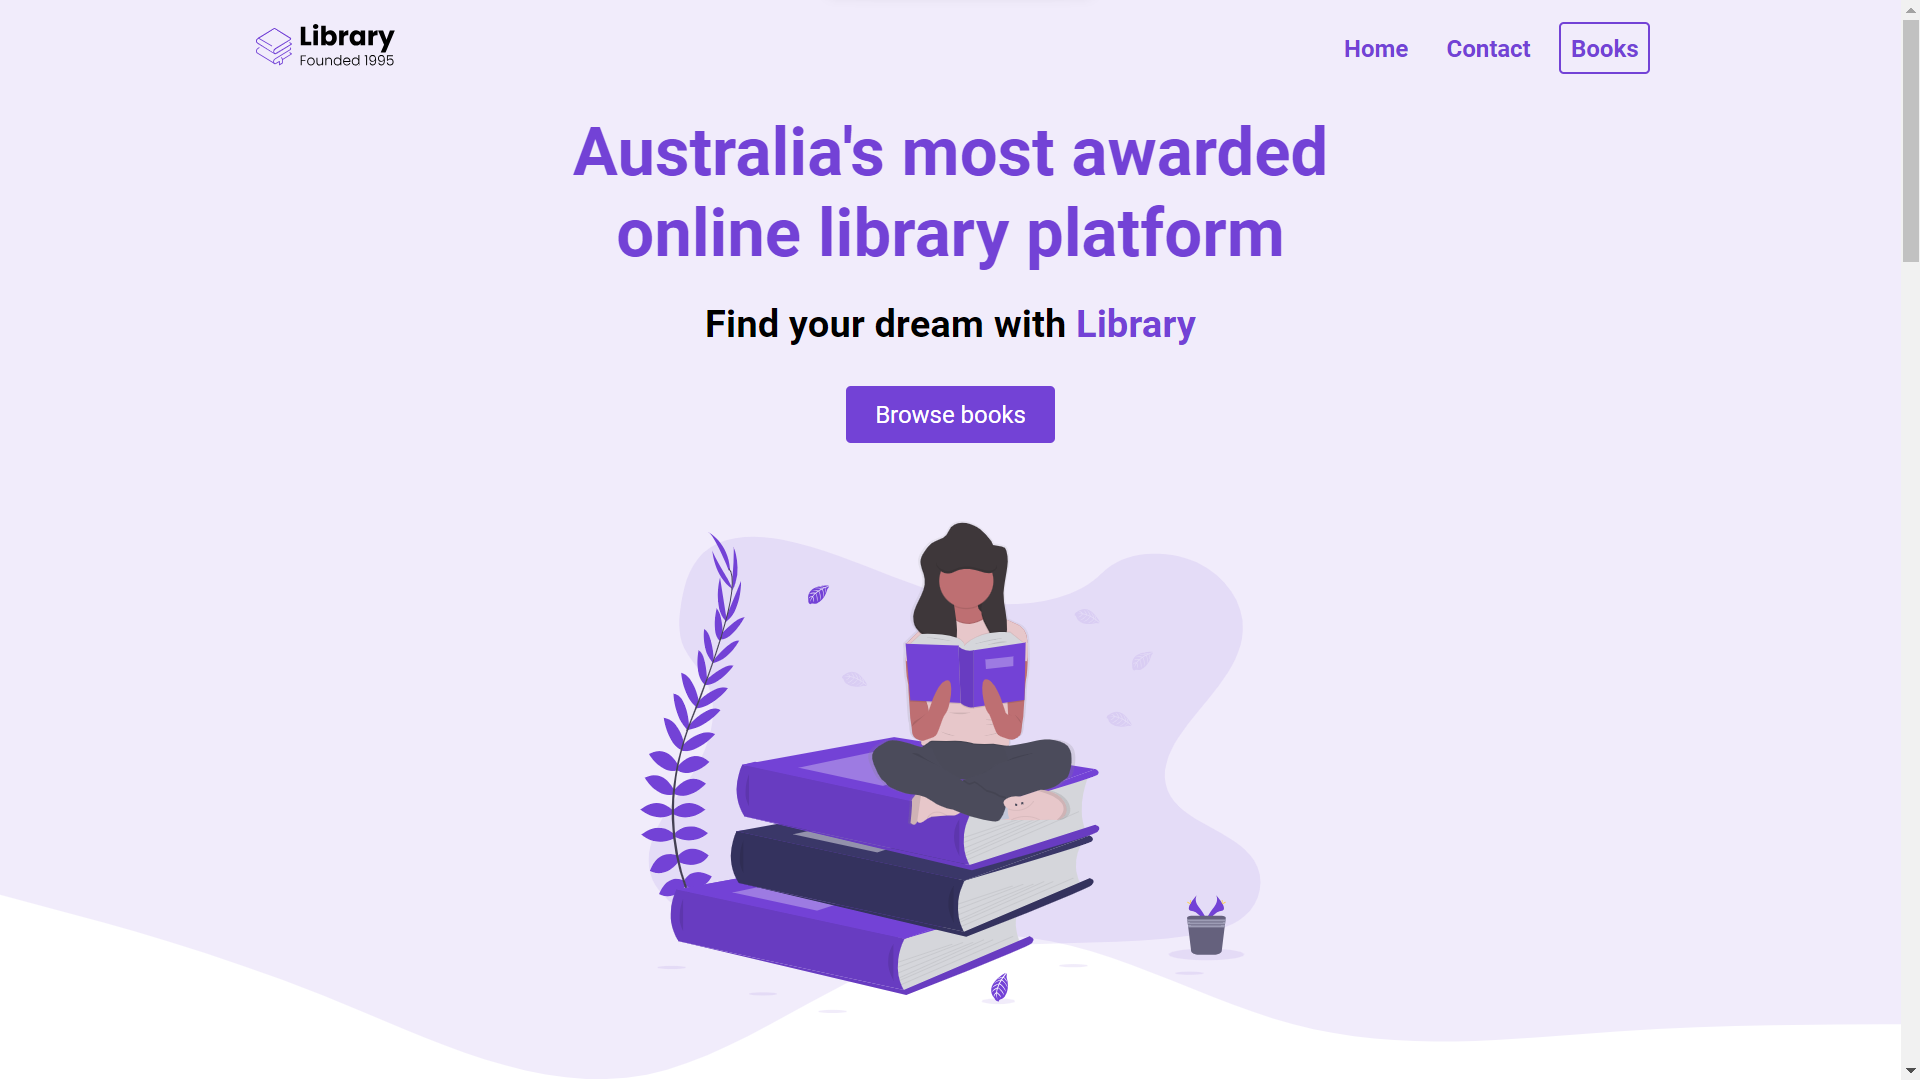 Library
Founded 1995
Home
Contact
Books
Australia's most awarded
online library platform
Find your dream with Library
Browse books